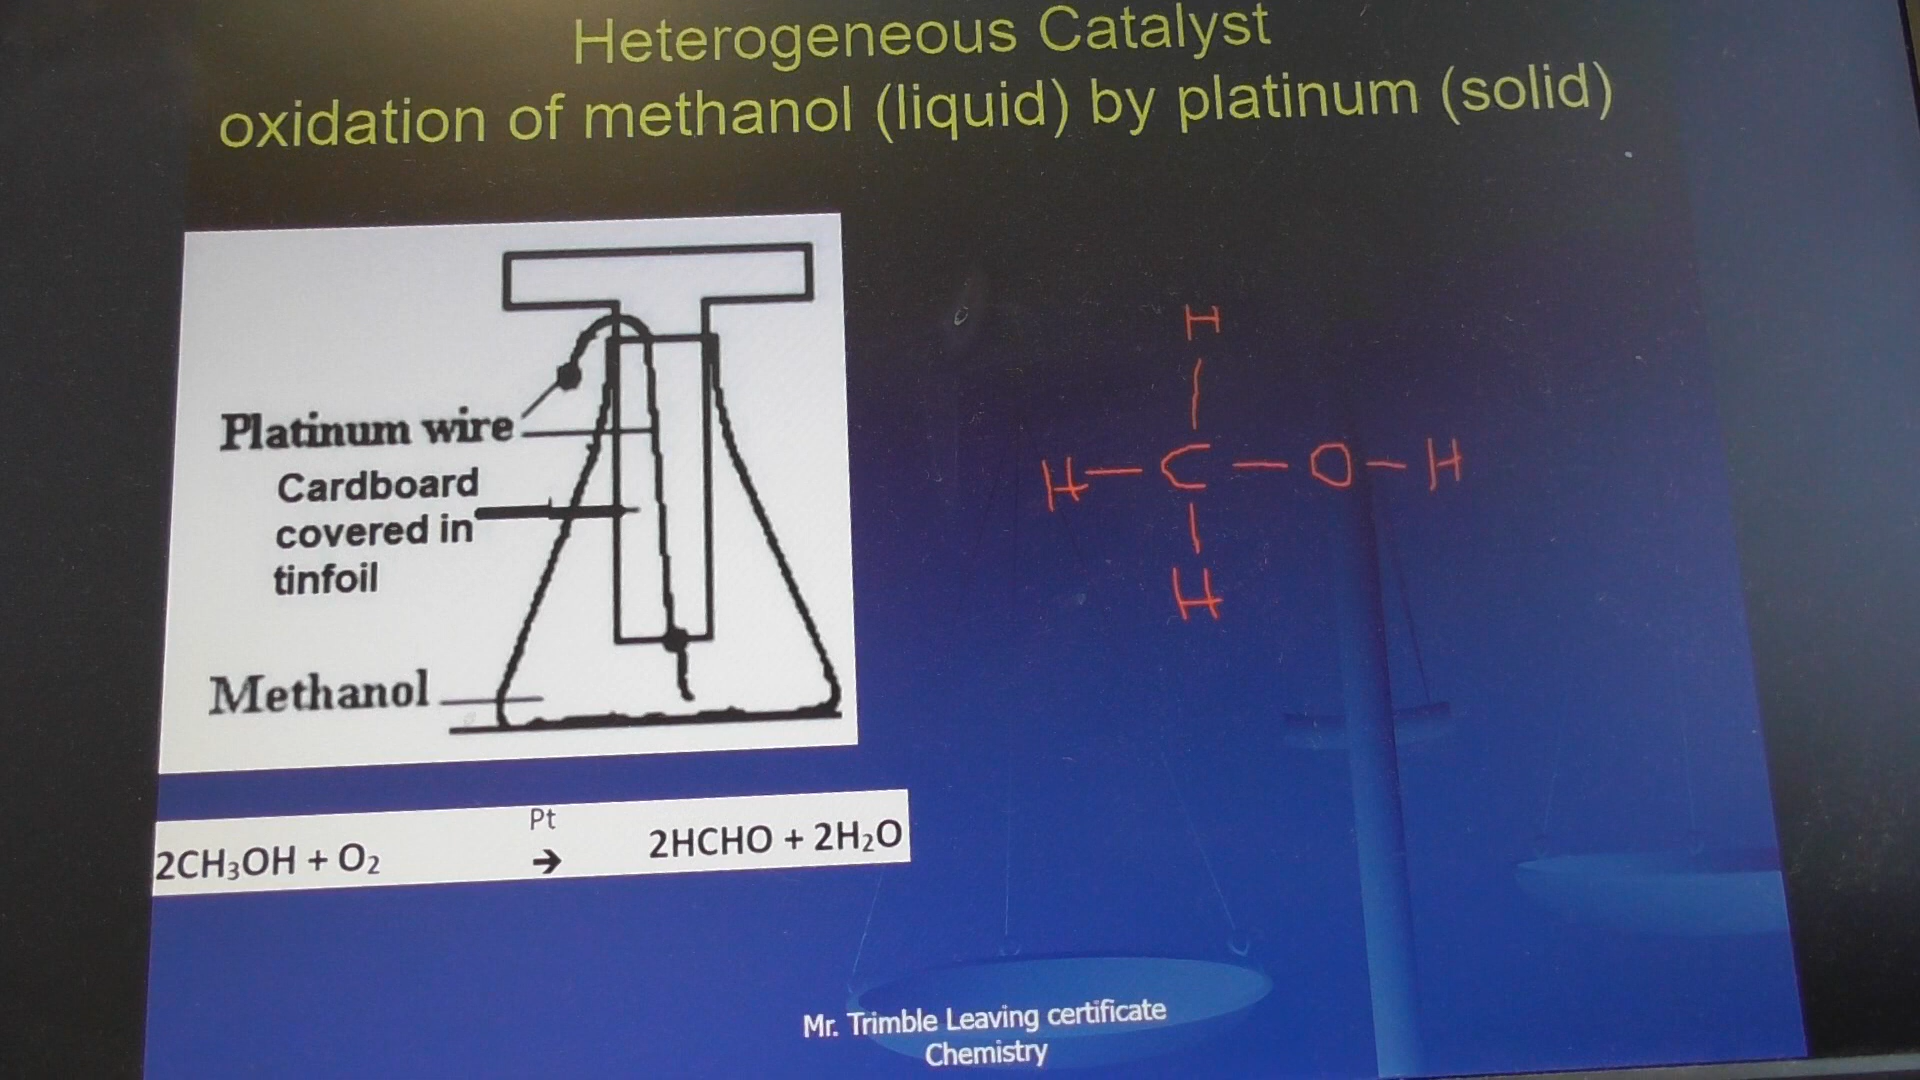 Heterogeneous Catalyst
oxidation of methanol (liquid) by platinum (solid)
Platinum wire
Cardboard
covered in
tinfoil
Methanol
H
H–C–O–H
H
Pt
2CH₃OH + O₂ → 2HCHO + 2H₂O
Mr. Trimble Leaving certificate
Chemistry